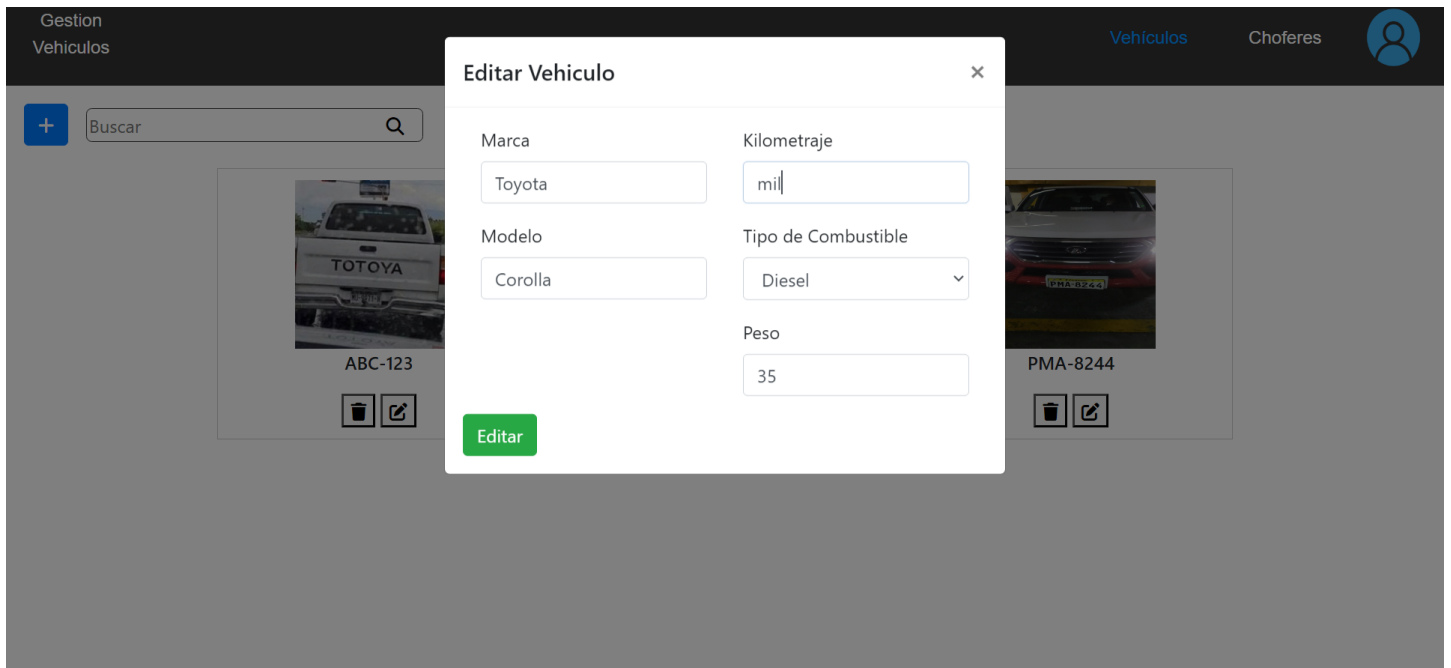 Gestion
Vehiculos
Vehículos
Choferes
Editar Vehiculo
×
Buscar
Marca
Kilometraje
Toyota
mil
Modelo
Tipo de Combustible
Corolla
Diesel
Peso
35
Editar
TOTOYA
ABC-123
PMA-8244
PMA-8244